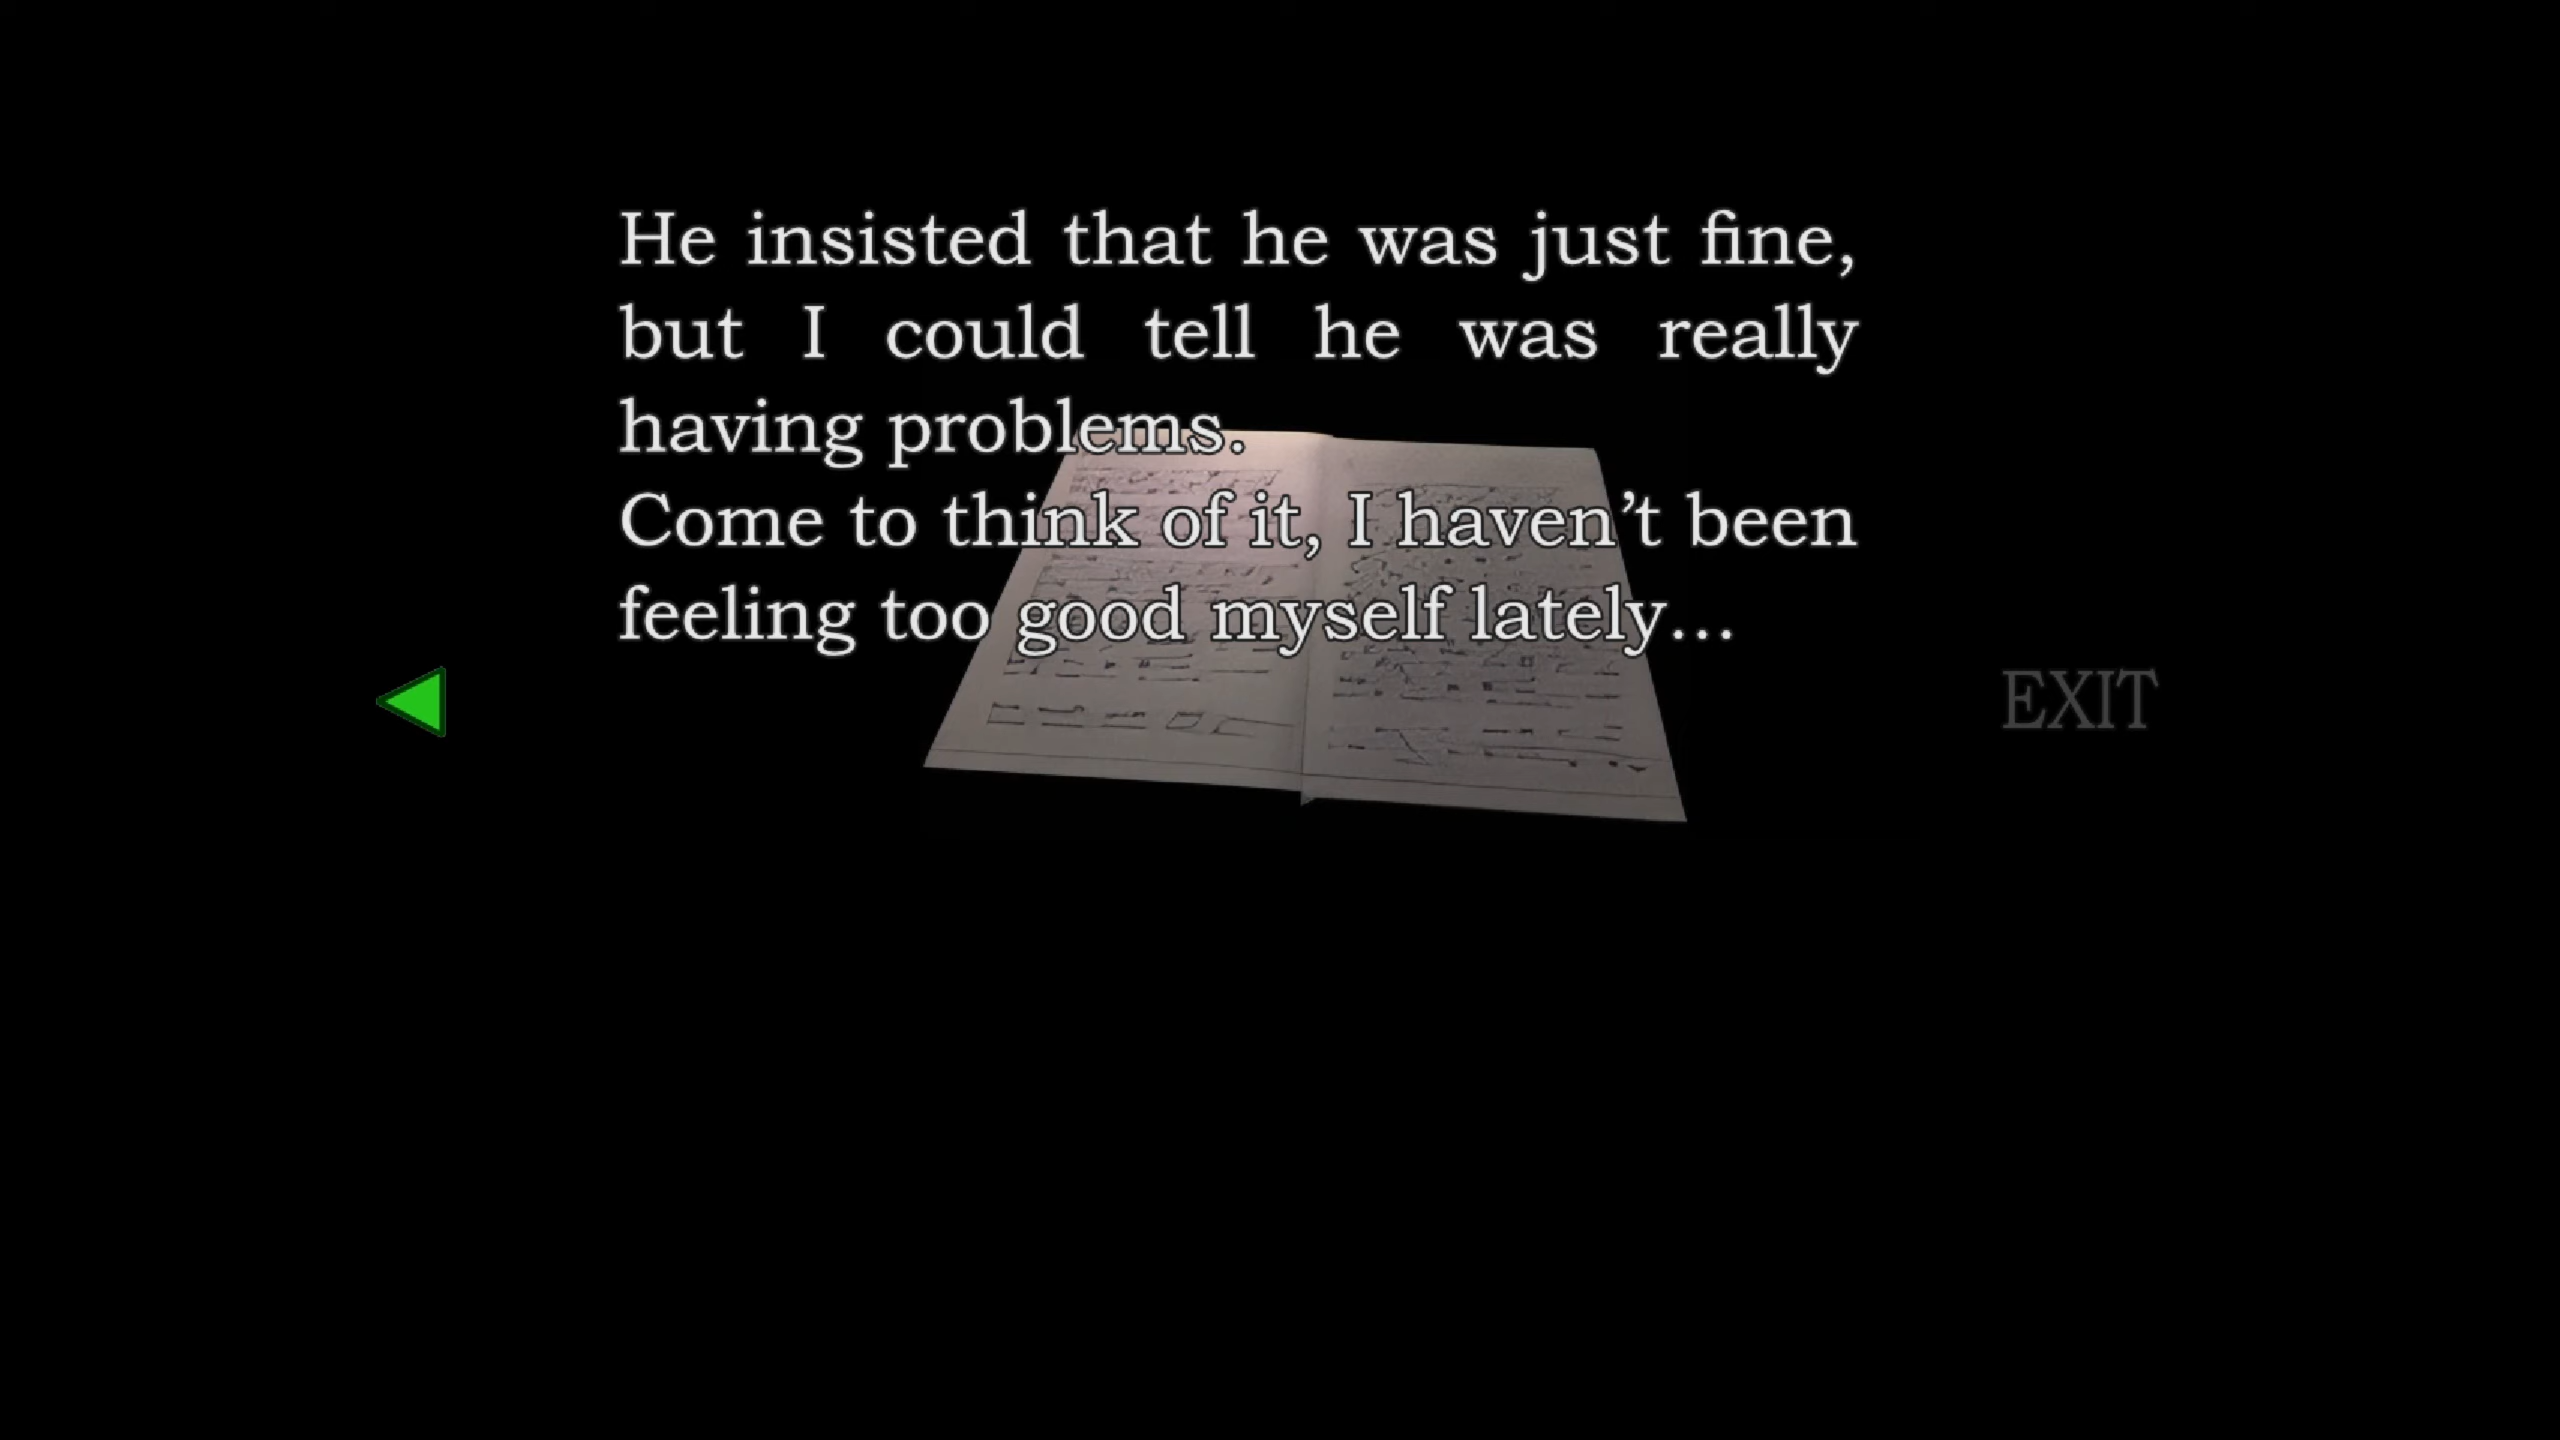 He insisted that he was just fine,
but I could tell he was really
having problems.
Come to think of it, I haven’t been
feeling too good myself lately…
EXIT